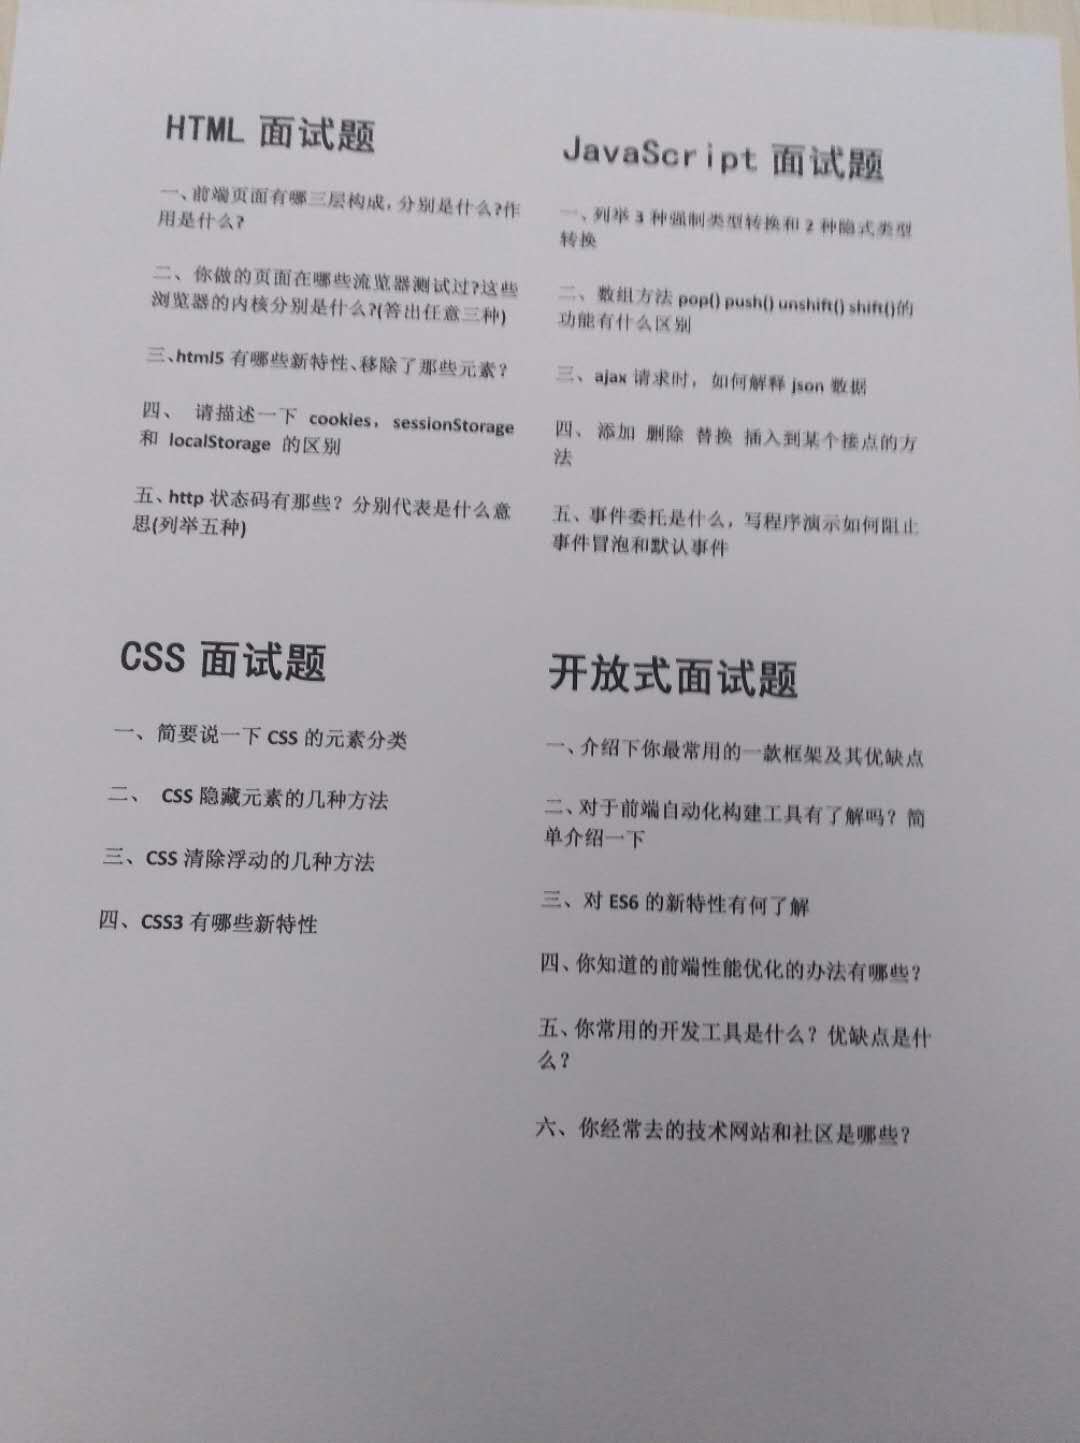 HTML 面试题
一、前端页面有哪三层构成，分别是什么?作
用是什么?
二、你做的页面在哪些流览器测试过?这些
浏览器的内核分别是什么?(答出任意三种)
三、html5 有哪些新特性、移除了那些元素？
四、 请描述一下 cookies，sessionStorage
和 localStorage 的区别
五、http 状态码有那些？分别代表是什么意
思(列举五种)
JavaScript 面试题
一、列举 3 种强制类型转换和 2 种隐式类型
转换
二、数组方法 pop() push() unshift() shift()的
功能有什么区别
三、ajax 请求时，如何解释 json 数据
四、添加 删除 替换 插入到某个接点的方
法
五、事件委托是什么，写程序演示如何阻止
事件冒泡和默认事件
CSS 面试题
一、简要说一下 CSS 的元素分类
二、 CSS 隐藏元素的几种方法
三、CSS 清除浮动的几种方法
四、CSS3 有哪些新特性
开放式面试题
一、介绍下你最常用的一款框架及其优缺点
二、对于前端自动化构建工具有了解吗？简
单介绍一下
三、对 ES6 的新特性有何了解
四、你知道的前端性能优化的办法有哪些？
五、你常用的开发工具是什么？优缺点是什
么？
六、你经常去的技术网站和社区是哪些？